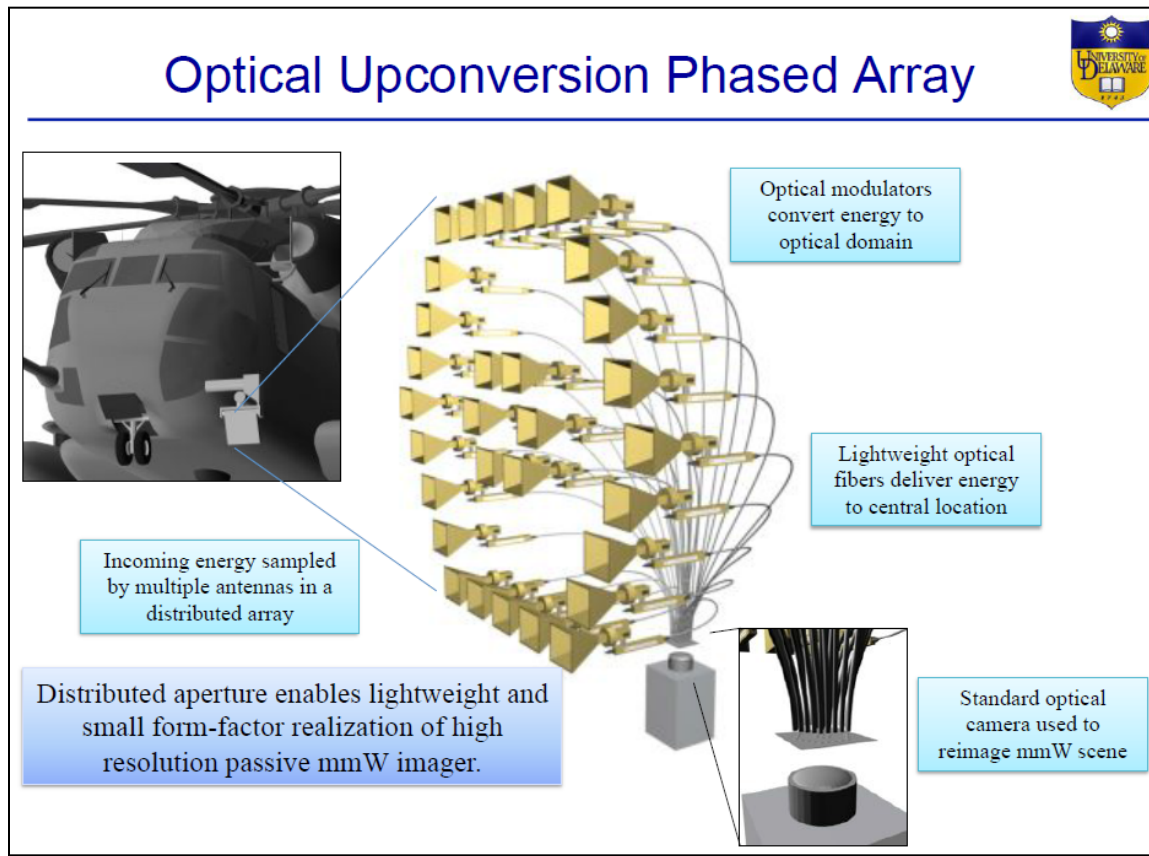 Optical Upconversion Phased Array
UNIVERSITY OF
DELAWARE
1743
Optical modulators
convert energy to
optical domain
Lightweight optical
fibers deliver energy
to central location
Incoming energy sampled
by multiple antennas in a
distributed array
Distributed aperture enables lightweight and
small form-factor realization of high
resolution passive mmW imager.
Standard optical
camera used to
reimage mmW scene